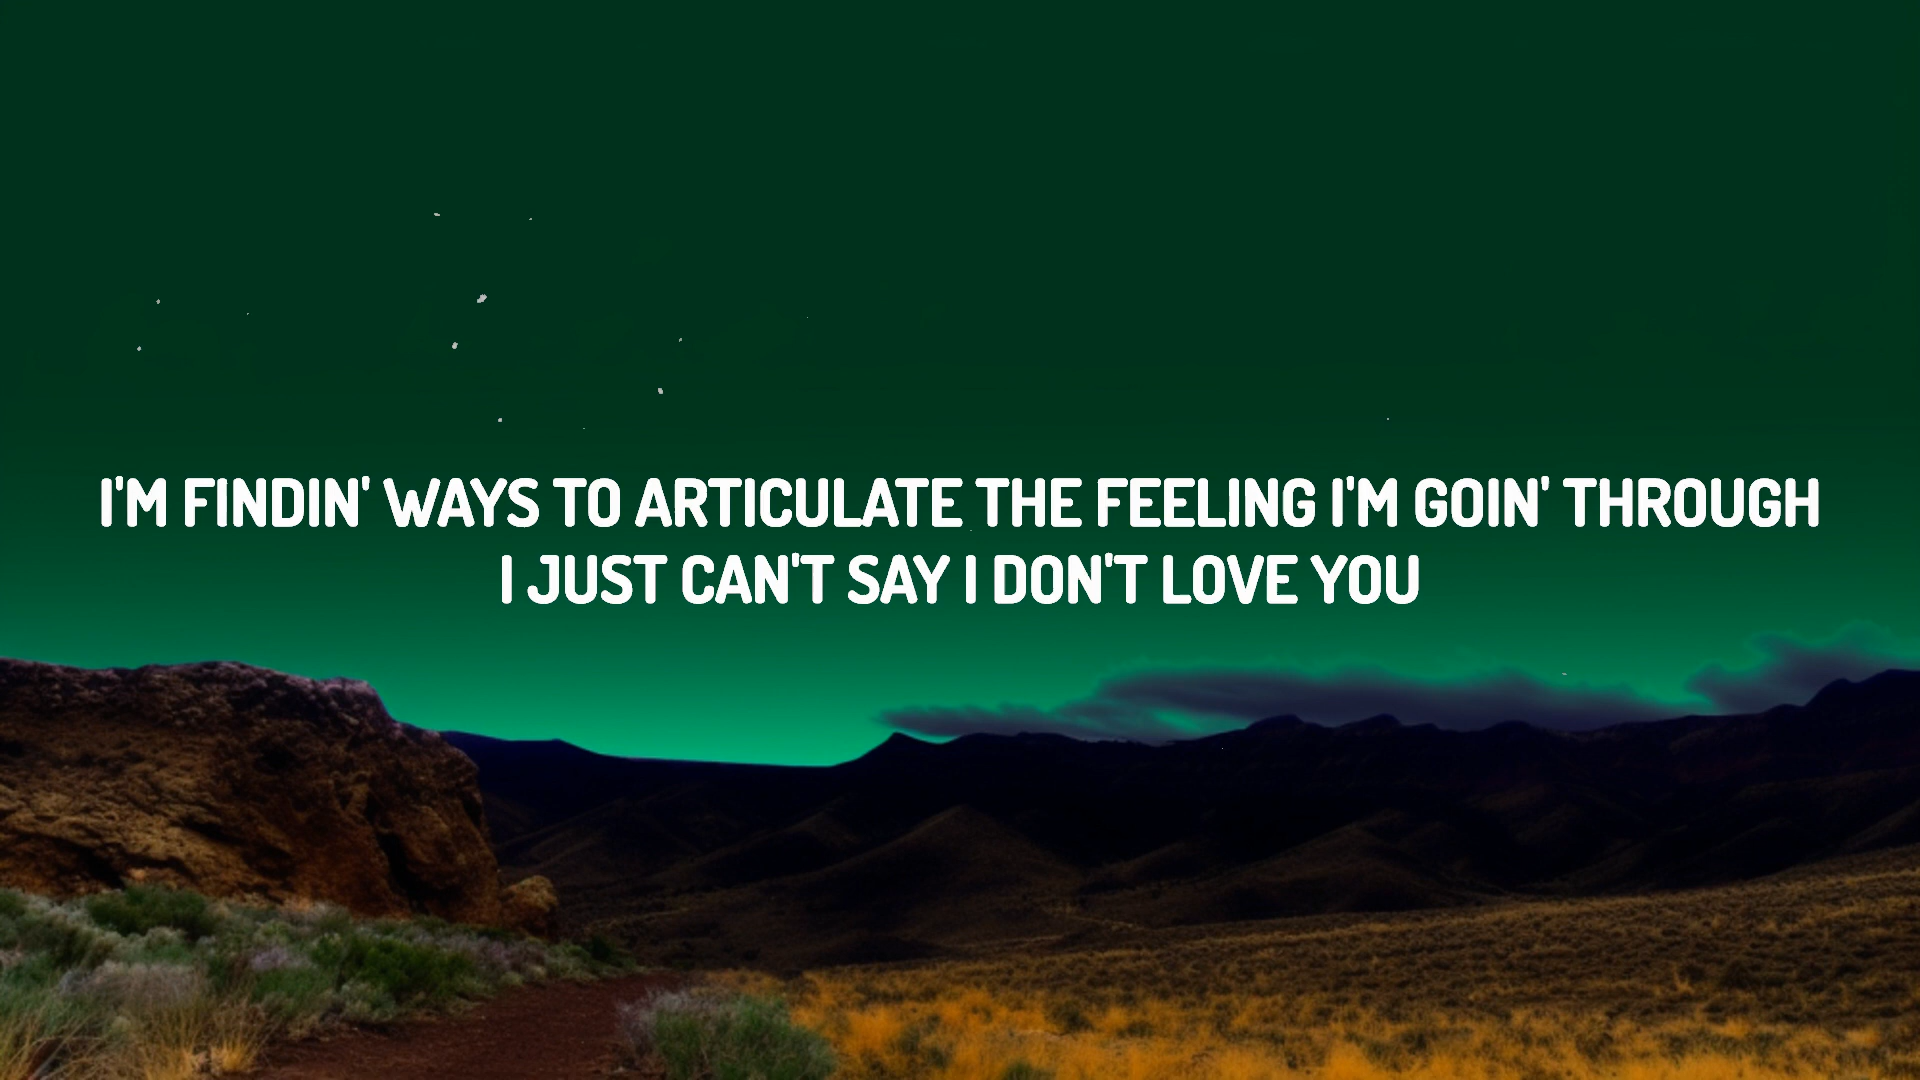 I'M FINDIN' WAYS TO ARTICULATE THE FEELING I'M GOIN' THROUGH
I JUST CAN'T SAY I DON'T LOVE YOU